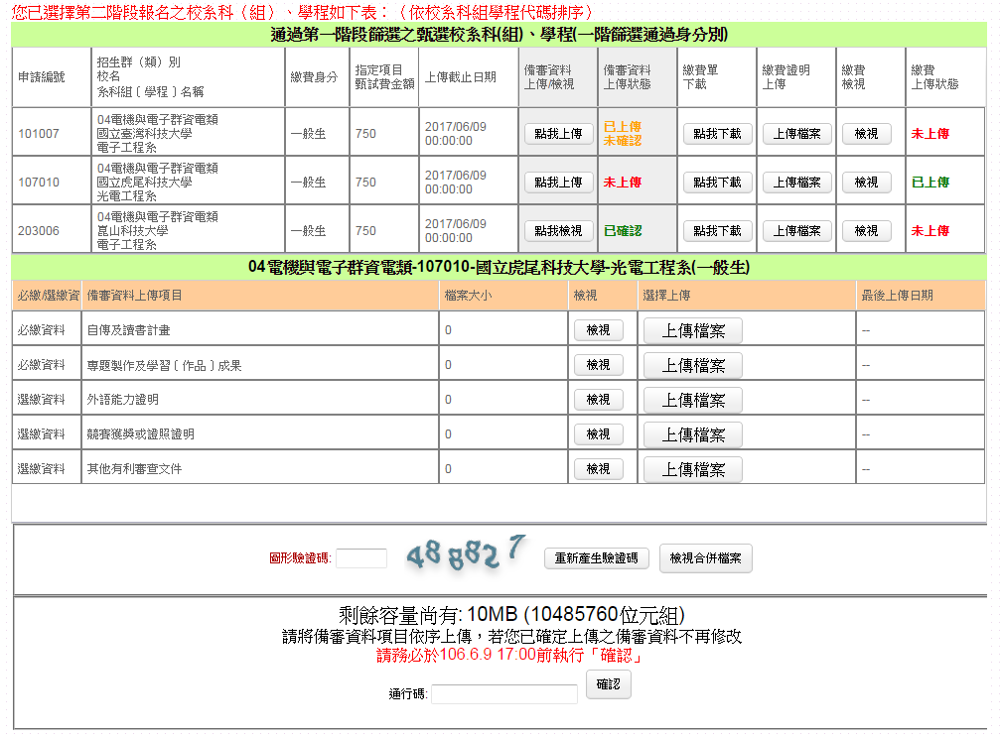 您已選擇第二階段報名之校系科（組）、學程如下表：（依校系科組學程代碼排序）
通過第一階段篩選之甄選校系科(組)、學程(一階篩選通過身分別)
申請編號 招生群（類）別 校名 系科組〔學程〕名稱 繳費身分 指定項目 甄試費金額 上傳截止日期 備審資料 上傳/檢視 備審資料 上傳狀態 繳費單 下載 繳費證明 上傳 繳費 檢視 繳費 上傳狀態
101007 04電機與電子群資電類 國立臺灣科技大學 電子工程系 一般生 750 2017/06/09 00:00:00 點我上傳 已上傳 未確認 點我下載 上傳檔案 檢視 未上傳
107010 04電機與電子群資電類 國立虎尾科技大學 光電工程系 一般生 750 2017/06/09 00:00:00 點我上傳 未上傳 點我下載 上傳檔案 檢視 已上傳
203006 04電機與電子群資電類 崑山科技大學 電子工程系 一般生 750 2017/06/09 00:00:00 點我檢視 已確認 點我下載 上傳檔案 檢視 未上傳
04電機與電子群資電類-107010-國立虎尾科技大學-光電工程系(一般生)
必繳/選繳資 備審資料上傳項目 檔案大小 檢視 選擇上傳 最後上傳日期
必繳資料 自傳及讀書計畫 0 檢視 上傳檔案 --
必繳資料 專題製作及學習〔作品〕成果 0 檢視 上傳檔案 --
選繳資料 外語能力證明 0 檢視 上傳檔案 --
選繳資料 競賽獲獎或證照證明 0 檢視 上傳檔案 --
選繳資料 其他有利審查文件 0 檢視 上傳檔案 --
圖形驗證碼: 488827 重新產生驗證碼 檢視合併檔案
剩餘容量尚有: 10MB (10485760位元組)
請將備審資料項目依序上傳，若您已確定上傳之備審資料不再修改
請務必於106.6.9 17:00前執行「確認」
通行碼: 確認